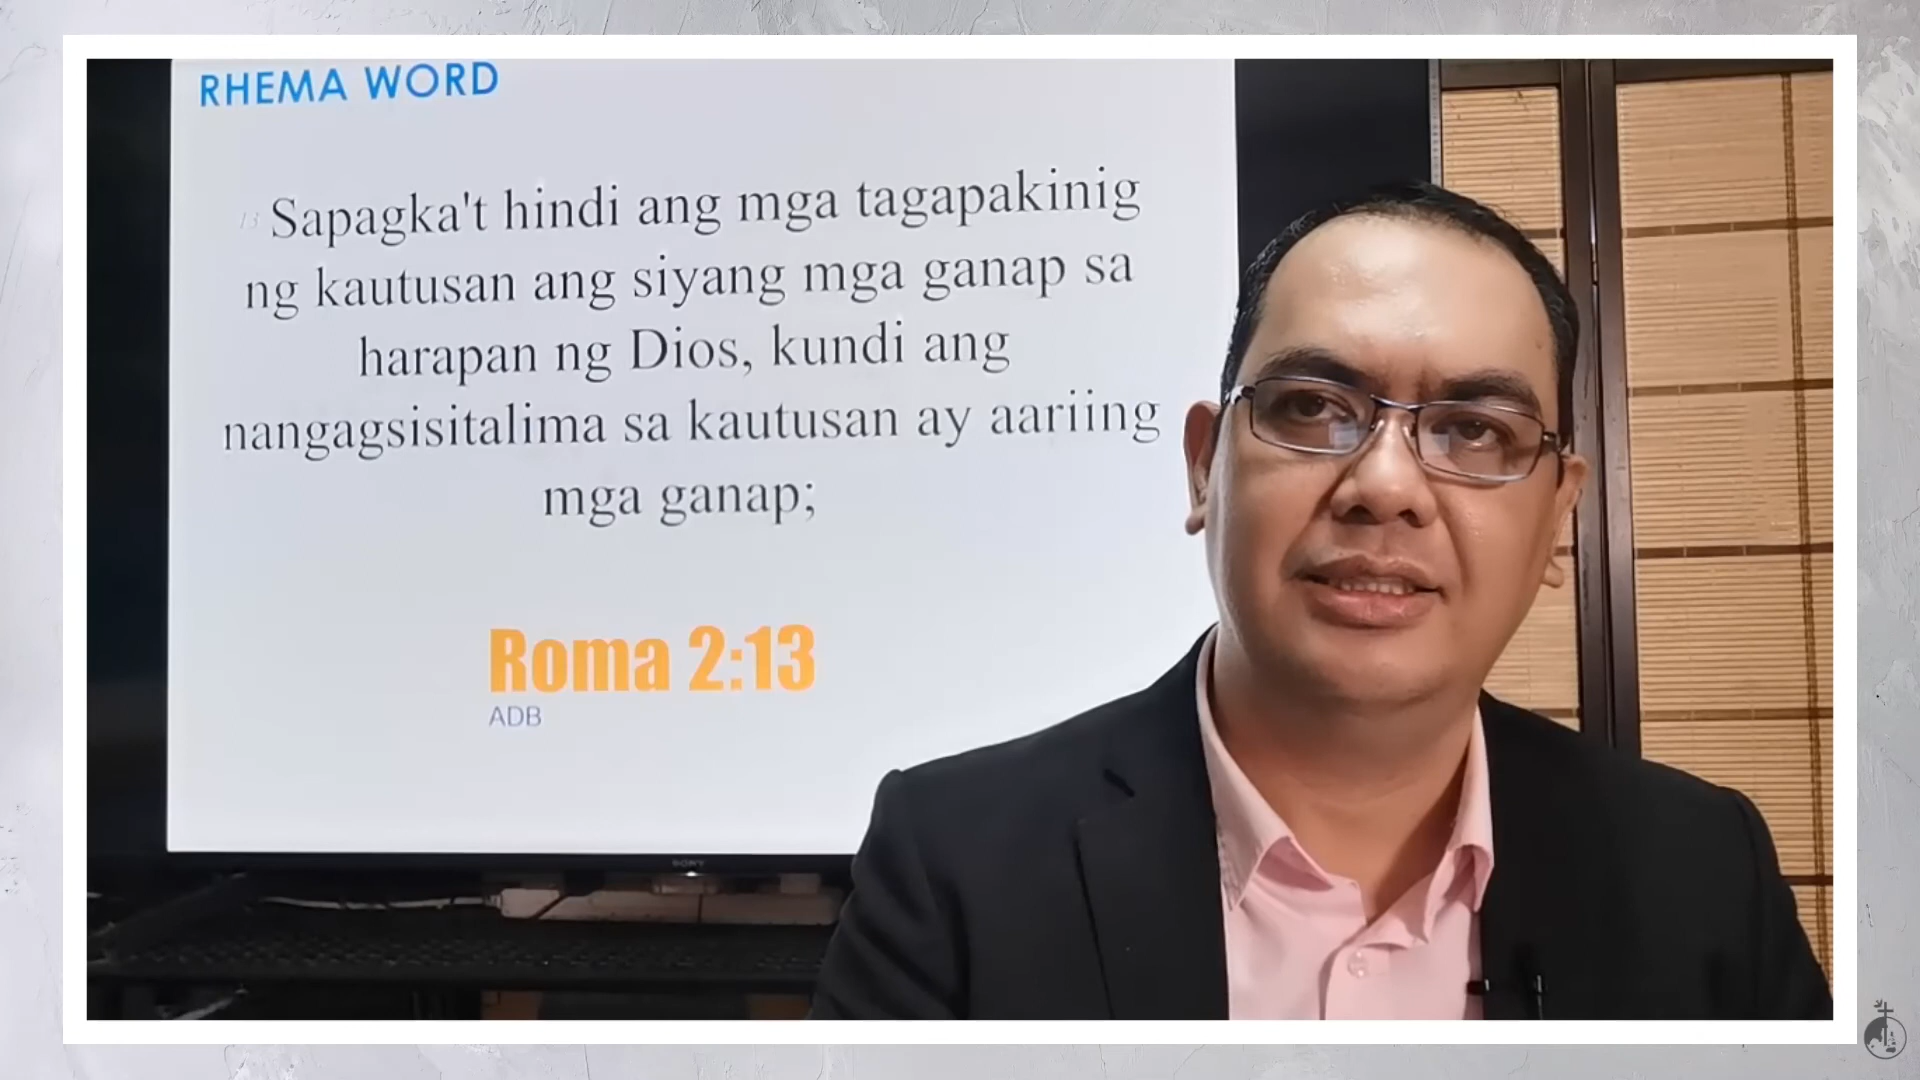 RHEMA WORD
13 Sapagka't hindi ang mga tagapakinig
ng kautusan ang siyang mga ganap sa
harapan ng Dios, kundi ang
nangagsisitalima sa kautusan ay aariing
mga ganap;
Roma 2:13
ADB
SONY